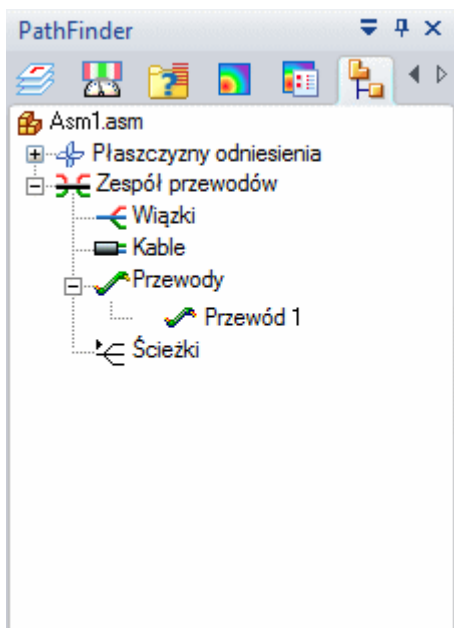 PathFinder
Asm1.asm
Płaszczyzny odniesienia
Zespół przewodów
Wiązki
Kable
Przewody
Przewód 1
Ścieżki